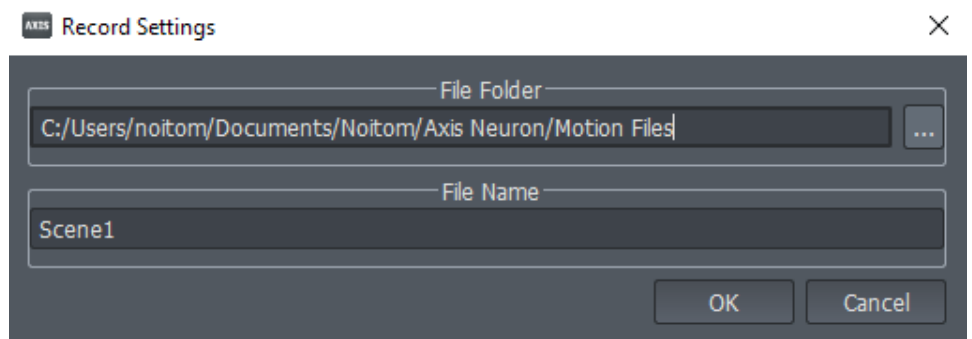 AXIS Record Settings
File Folder
C:/Users/noitom/Documents/Noitom/Axis Neuron/Motion Files
...
File Name
Scene1
OK Cancel